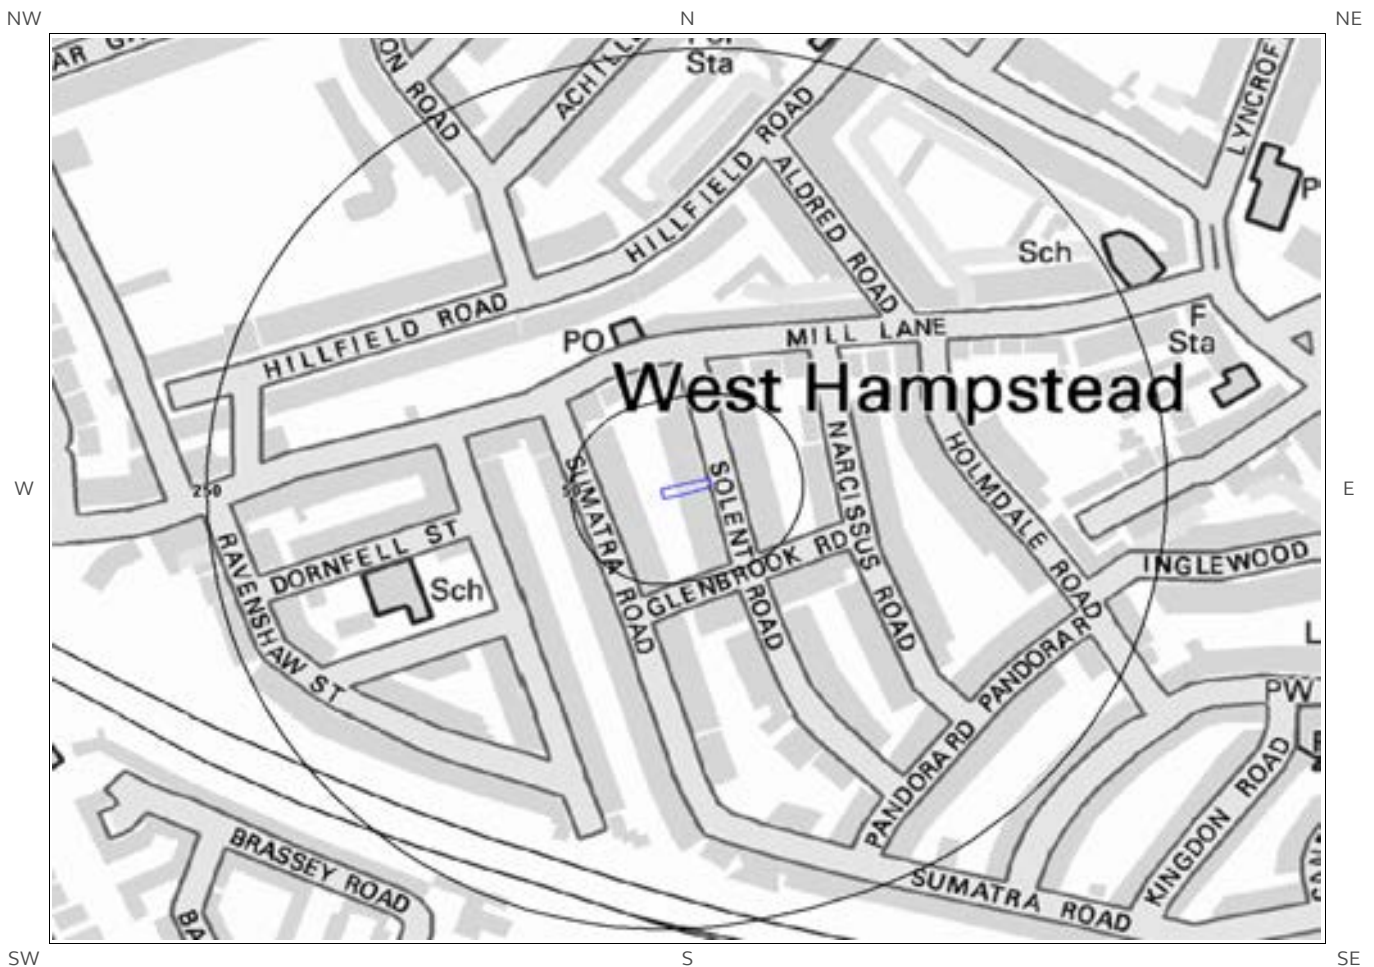 NW
N
NE
Sta
ON ROAD
HILLFIELD ROAD
ALDRED ROAD
Sch
HILLFIELD ROAD
PO
MILL LANE
F
Sta
West Hampstead
W
250
SUMATRA ROAD
SOLENT ROAD
NARCISSUS ROAD
HOLMDALE ROAD
E
RAVENSHAW ST
DORNFELL ST
Sch
GLENBROOK RD
INGLEWOOD
PANDORA RD
PANDORA RD
L
PW
BRASSEY ROAD
BA
SUMATRA ROAD
KINGDON ROAD
SW
S
SE